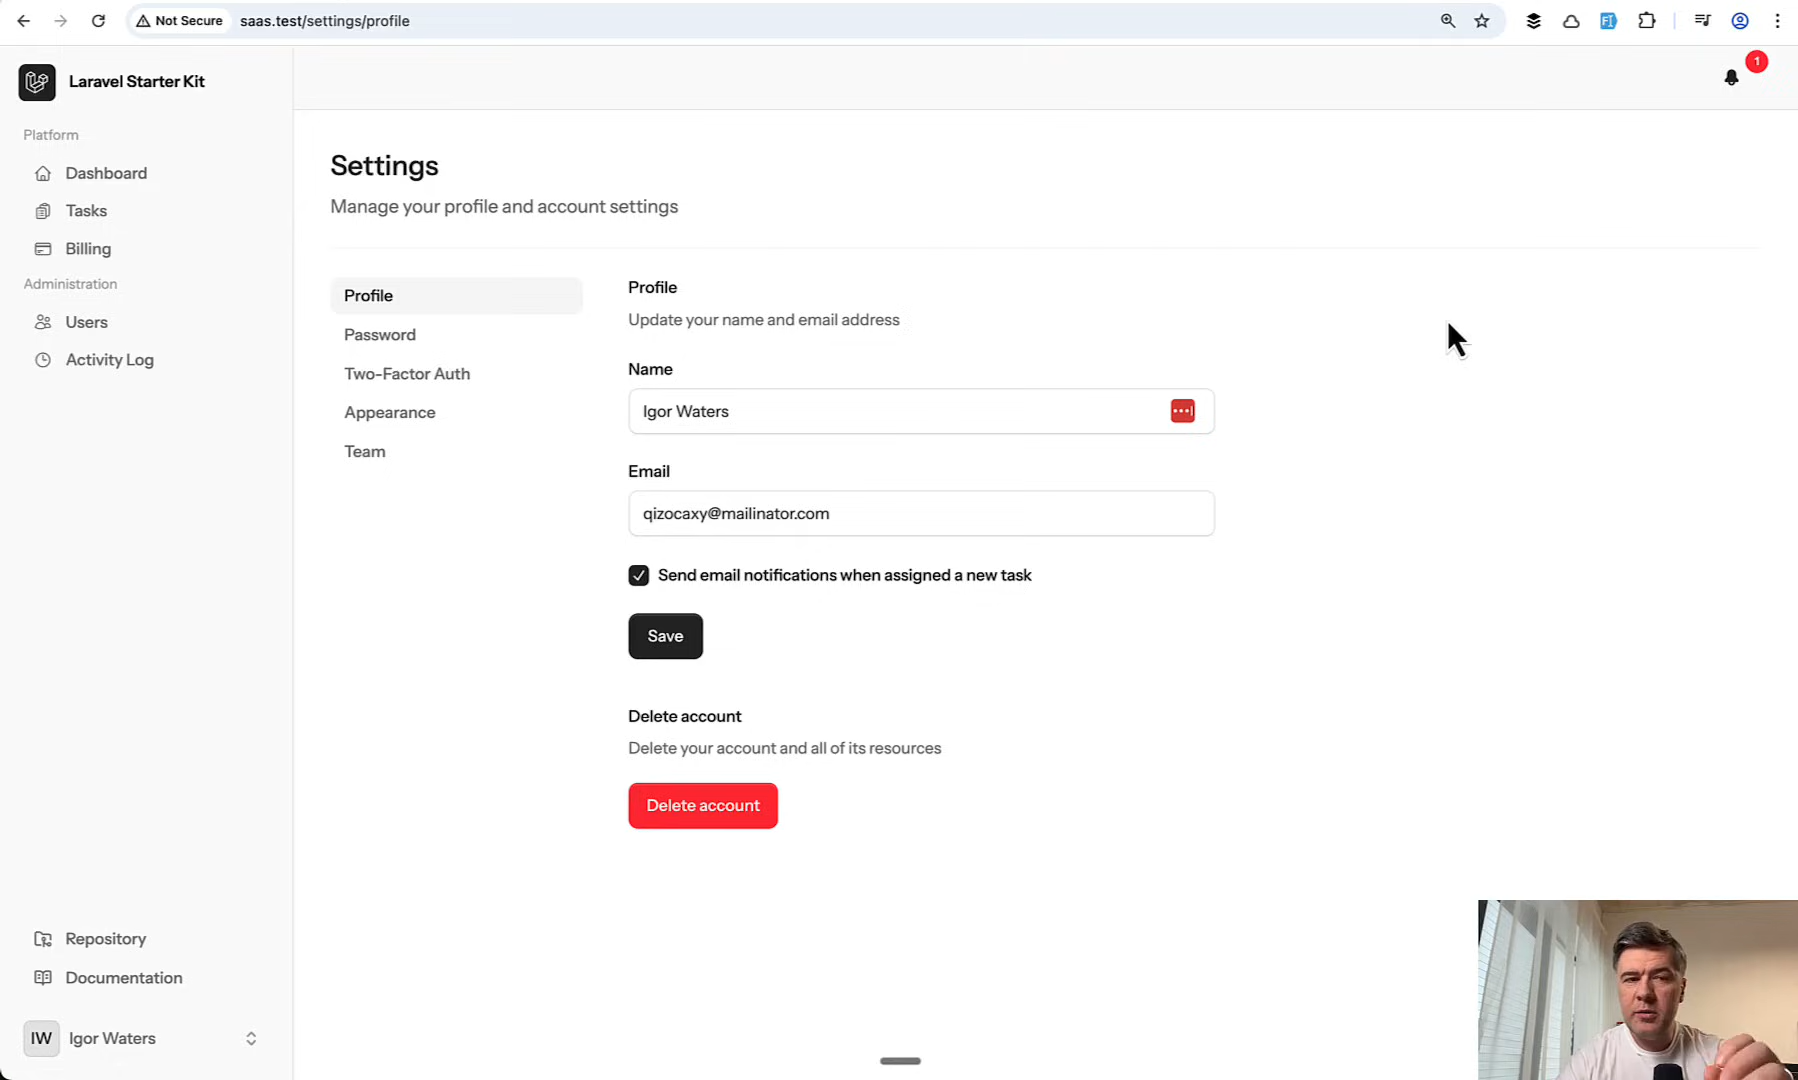 Not Secure saas.test/settings/profile
Laravel Starter Kit
1
Platform
Dashboard
Tasks
Billing
Administration
Users
Activity Log
Settings
Manage your profile and account settings
Profile
Password
Two-Factor Auth
Appearance
Team
Profile
Update your name and email address
Name
Igor Waters
Email
qizocaxy@mailinator.com
Send email notifications when assigned a new task
Save
Delete account
Delete your account and all of its resources
Delete account
Repository
Documentation
IW Igor Waters